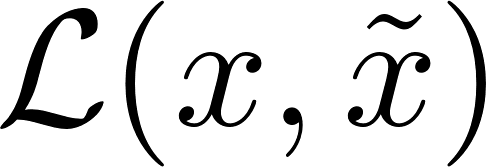 ℒ(x, x̃)